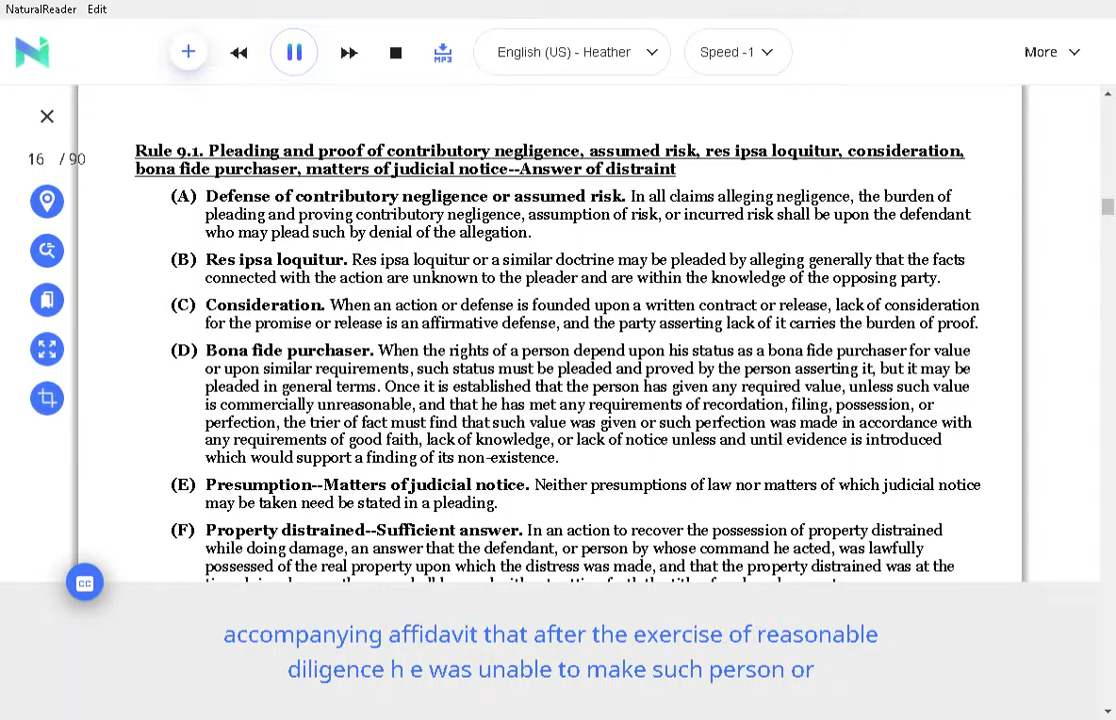 NaturalReader Edit
MP3
English (US) - Heather
Speed -1
More
16 / 90
Rule 9.1. Pleading and proof of contributory negligence, assumed risk, res ipsa loquitur, consideration,
bona fide purchaser, matters of judicial notice--Answer of distraint
(A) Defense of contributory negligence or assumed risk. In all claims alleging negligence, the burden of
pleading and proving contributory negligence, assumption of risk, or incurred risk shall be upon the defendant
who may plead such by denial of the allegation.
(B) Res ipsa loquitur. Res ipsa loquitur or a similar doctrine may be pleaded by alleging generally that the facts
connected with the action are unknown to the pleader and are within the knowledge of the opposing party.
(C) Consideration. When an action or defense is founded upon a written contract or release, lack of consideration
for the promise or release is an affirmative defense, and the party asserting lack of it carries the burden of proof.
(D) Bona fide purchaser. When the rights of a person depend upon his status as a bona fide purchaser for value
or upon similar requirements, such status must be pleaded and proved by the person asserting it, but it may be
pleaded in general terms. Once it is established that the person has given any required value, unless such value
is commercially unreasonable, and that he has met any requirements of recordation, filing, possession, or
perfection, the trier of fact must find that such value was given or such perfection was made in accordance with
any requirements of good faith, lack of knowledge, or lack of notice unless and until evidence is introduced
which would support a finding of its non-existence.
(E) Presumption--Matters of judicial notice. Neither presumptions of law nor matters of which judicial notice
may be taken need be stated in a pleading.
(F) Property distrained--Sufficient answer. In an action to recover the possession of property distrained
while doing damage, an answer that the defendant, or person by whose command he acted, was lawfully
possessed of the real property upon which the distress was made, and that the property distrained was at the
CC
accompanying affidavit that after the exercise of reasonable
diligence h e was unable to make such person or